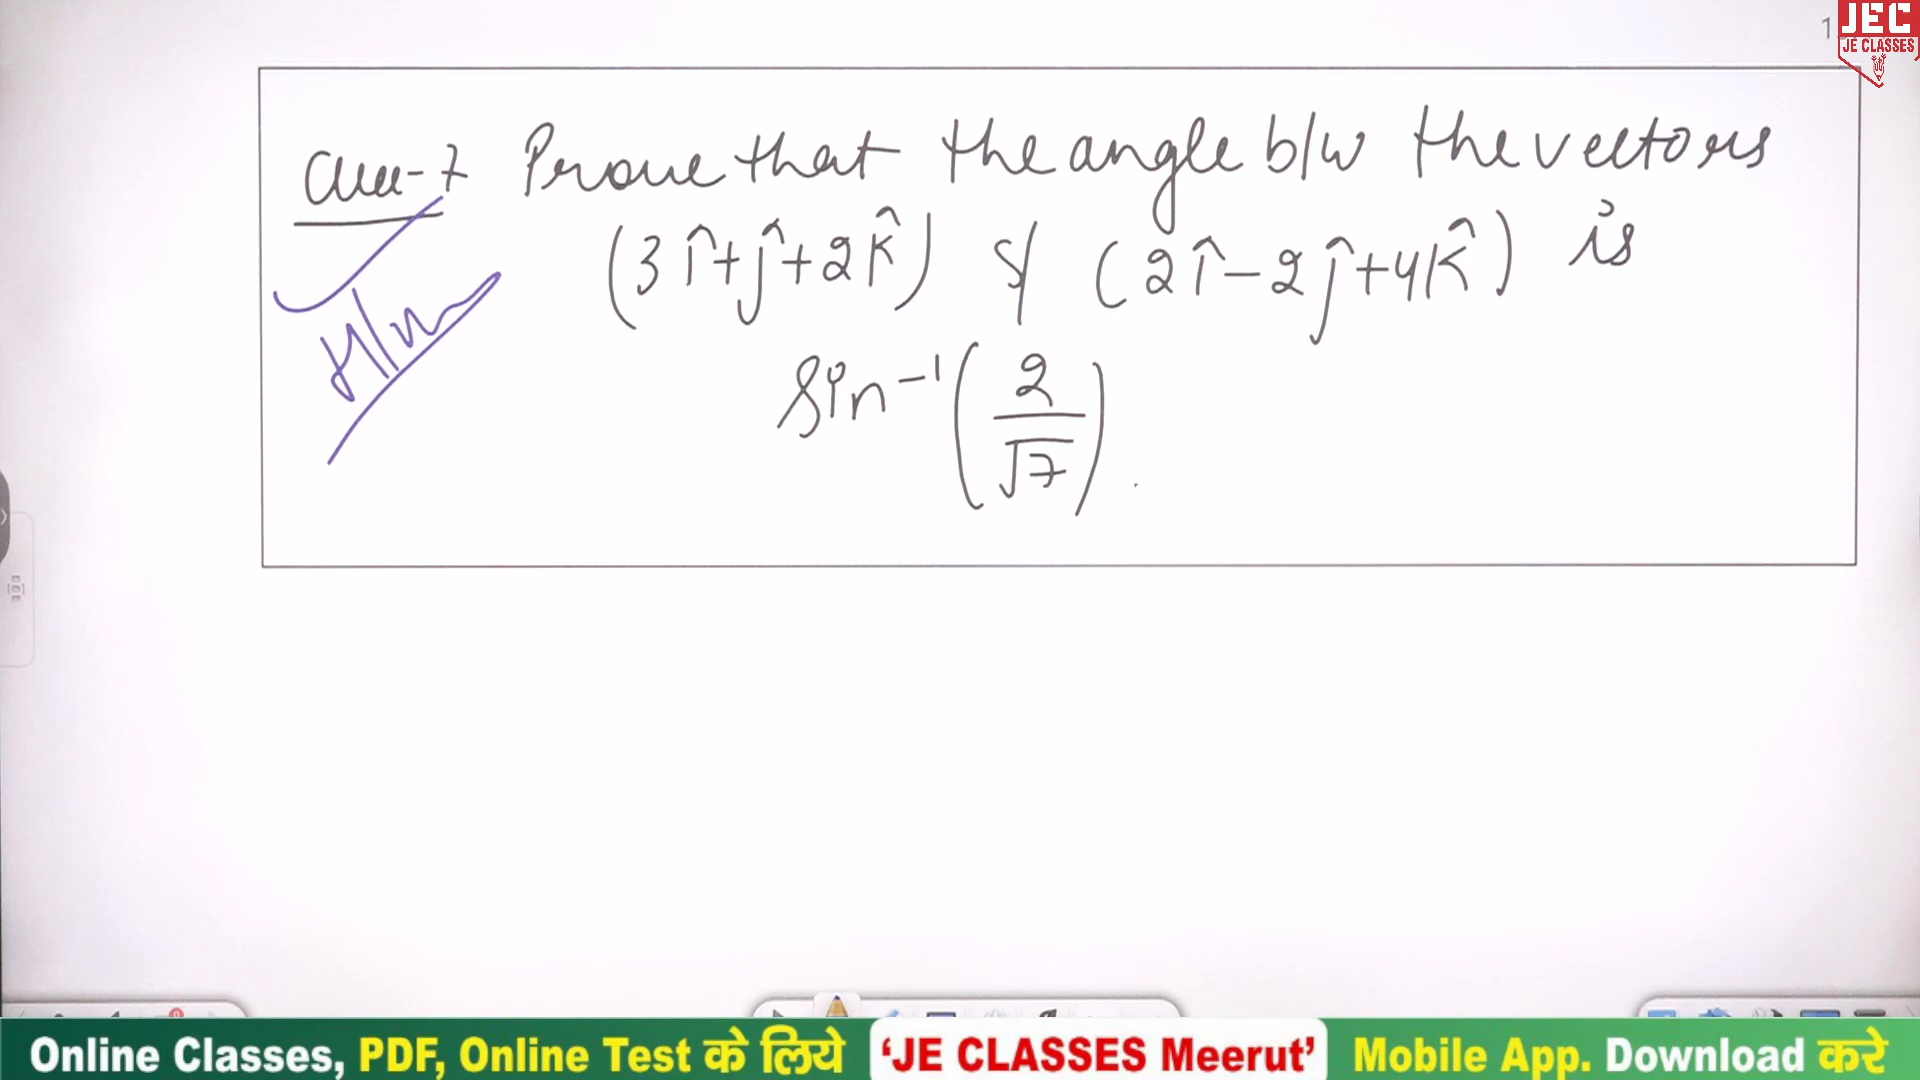 1
JEC
JE CLASSES
Que-7 Prove that the angle b/w the vectors
(3î+ĵ+2k̂) & (2î-2ĵ+4k̂) is
sin⁻¹(2/√7).
H/w
Online Classes, PDF, Online Test के लिये 'JE CLASSES Meerut' Mobile App. Download करे